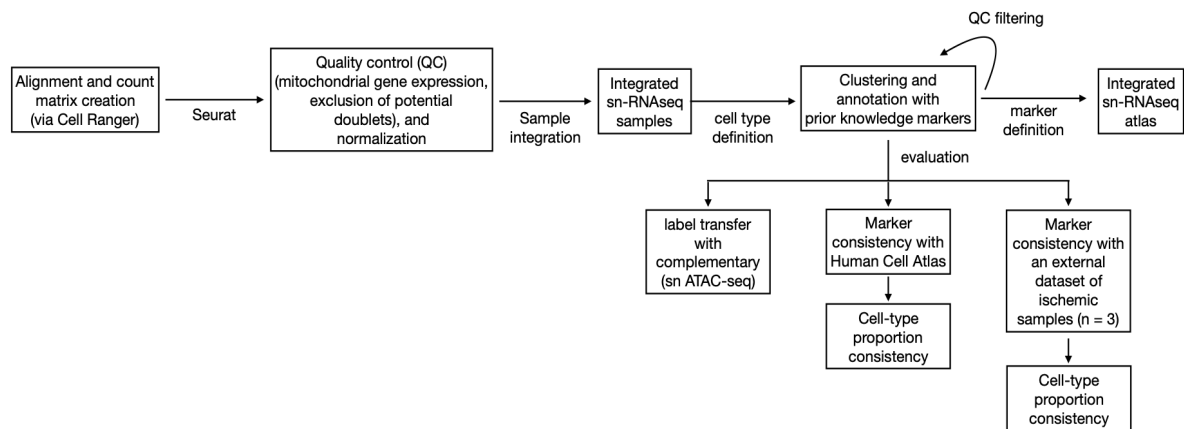 QC filtering
Alignment and count
matrix creation
(via Cell Ranger)
Seurat
Quality control (QC)
(mitochondrial gene expression,
exclusion of potential
doublets), and
normalization
Sample
integration
Integrated
sn-RNAseq
samples
cell type
definition
Clustering and
annotation with
prior knowledge markers
marker
definition
Integrated
sn-RNAseq
atlas
evaluation
label transfer
with
complementary
(sn ATAC-seq)
Marker
consistency with
Human Cell Atlas
Cell-type
proportion
consistency
Marker
consistency with
an external
dataset of
ischemic
samples (n = 3)
Cell-type
proportion
consistency